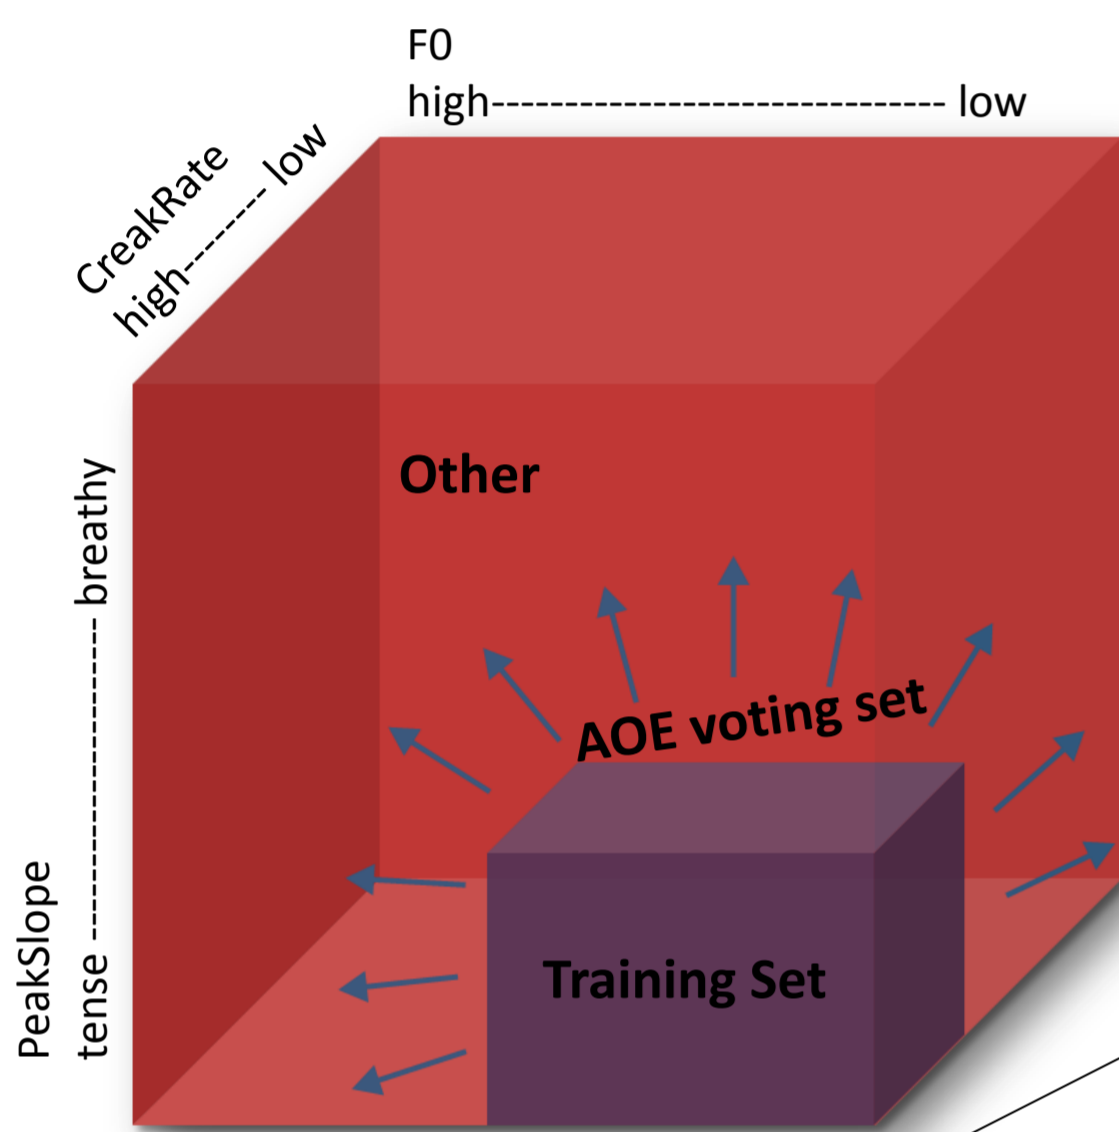 F0
high------------------------------- low
CreakRate
high-------- low
Other
AOE voting set
Training Set
PeakSlope
tense ---------------------- breathy